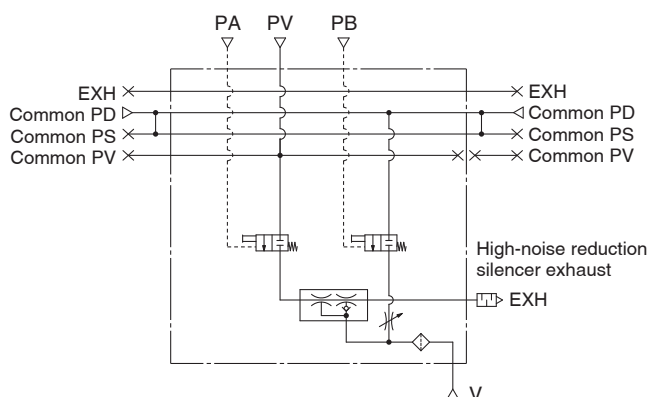 PA PV PB
EXH EXH
Common PD Common PD
Common PS Common PS
Common PV Common PV
High-noise reduction
silencer exhaust
EXH
V